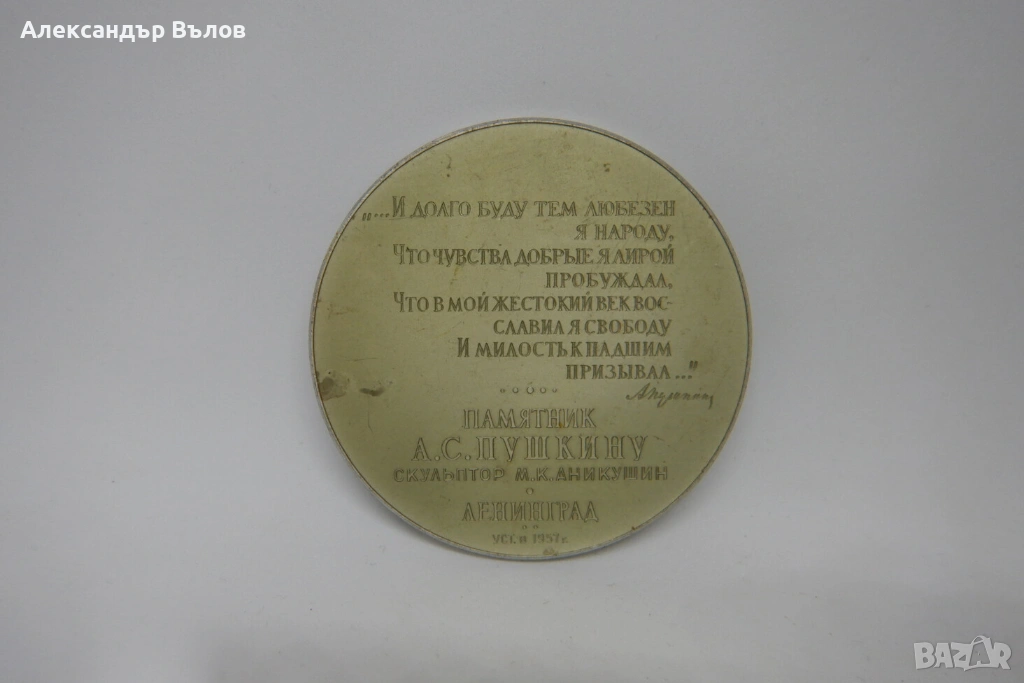 Александър Вълов
„...И ДОЛГО БУДУ ТЕМ ЛЮБЕЗЕН
Я НАРОДУ,
ЧТО ЧУВСТВА ДОБРЫЕ Я ЛИРОЙ
ПРОБУЖДАЛ,
ЧТО В МОЙ ЖЕСТОКИЙ ВЕК ВОС-
СЛАВИЛ Я СВОБОДУ
И МИЛОСТЬ К ПАДШИМ
ПРИЗЫВАЛ..."
ПАМЯТНИК
А.С.ПУШКИНУ
СКУЛЬПТОР М.К.АНИКУШИН
ЛЕНИНГРАД
1957 г.
BAZAR